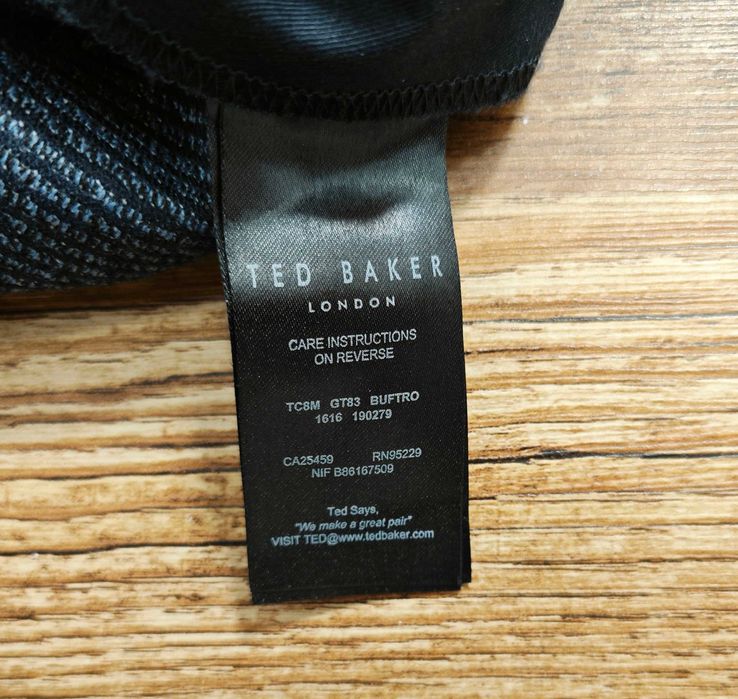 TED BAKER
LONDON
CARE INSTRUCTIONS
ON REVERSE
TC8M GT83 BUFTRO
1616 190279
CA25459 RN95229
NIF B86167509
Ted Says,
"We make a great pair"
VISIT TED@www.tedbaker.com